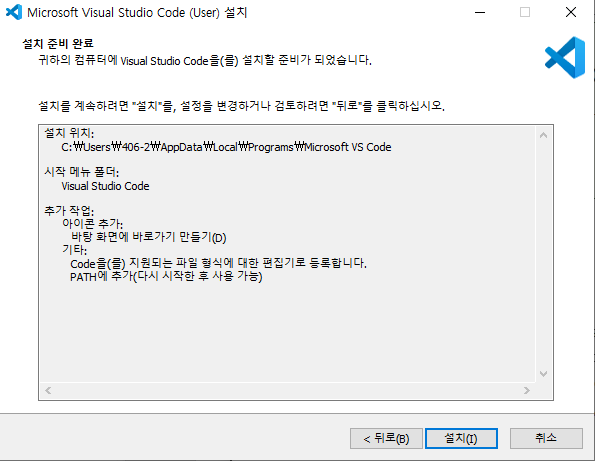 Microsoft Visual Studio Code (User) 설치
설치 준비 완료
귀하의 컴퓨터에 Visual Studio Code을(를) 설치할 준비가 되었습니다.
설치를 계속하려면 "설치"를, 설정을 변경하거나 검토하려면 "뒤로"를 클릭하십시오.
설치 위치:
C:₩Users₩406-2₩AppData₩Local₩Programs₩Microsoft VS Code
시작 메뉴 폴더:
Visual Studio Code
추가 작업:
아이콘 추가:
바탕 화면에 바로가기 만들기(D)
기타:
Code을(를) 지원되는 파일 형식에 대한 편집기로 등록합니다.
PATH에 추가(다시 시작한 후 사용 가능)
< 뒤로(B) 설치(I) 취소